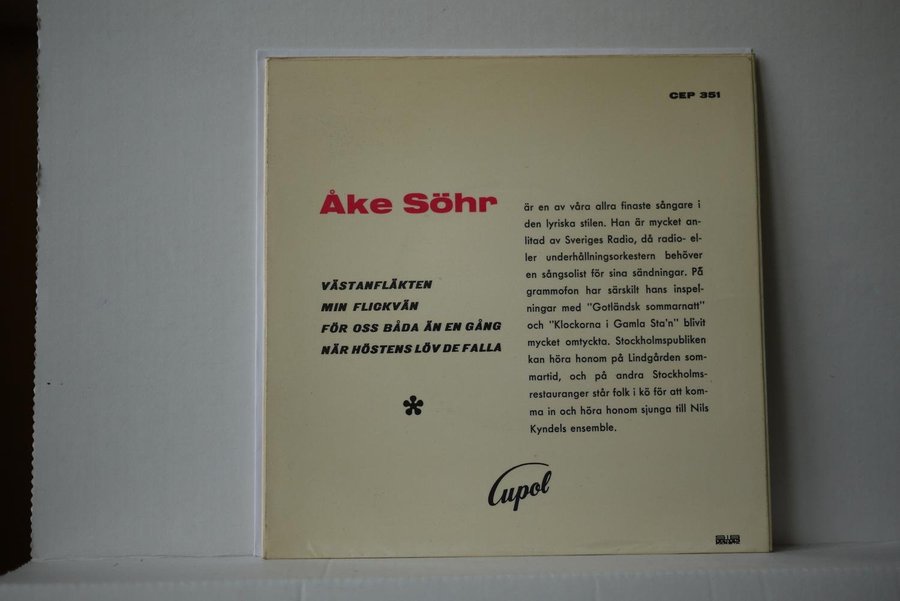 CEP 351
Åke Söhr
VÄSTANFLÄKTEN
MIN FLICKVÄN
FÖR OSS BÅDA ÄN EN GÅNG
NÄR HÖSTENS LÖV DE FALLA
är en av våra allra finaste sångare i
den lyriska stilen. Han är mycket an-
litad av Sveriges Radio, då radio- el-
ler underhållningsorkestern behöver
en sångsolist för sina sändningar. På
grammofon har särskilt hans inspel-
ningar med "Gotländsk sommarnatt"
och "Klockorna i Gamla Sta'n" blivit
mycket omtyckta. Stockholmspubliken
kan höra honom på Lindgården som-
martid, och på andra Stockholms-
restauranger står folk i kö för att kom-
ma in och höra honom sjunga till Nils
Kyndels ensemble.
Cupol